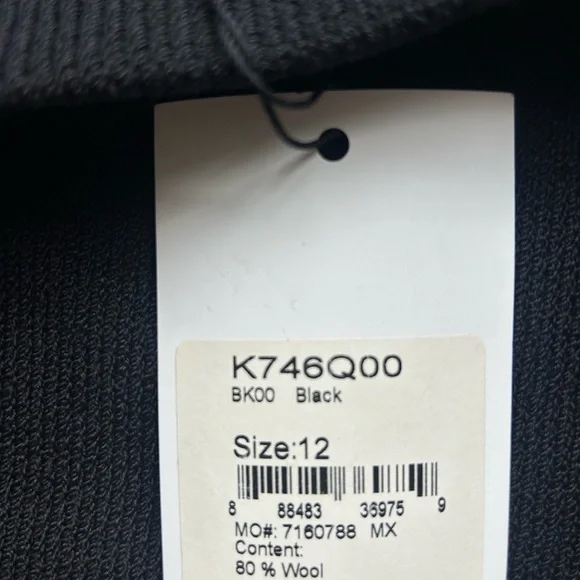 K746Q00
BK00 Black
Size:12
8 88483 36975 9
MO#: 7160788 MX
Content:
80 % Wool